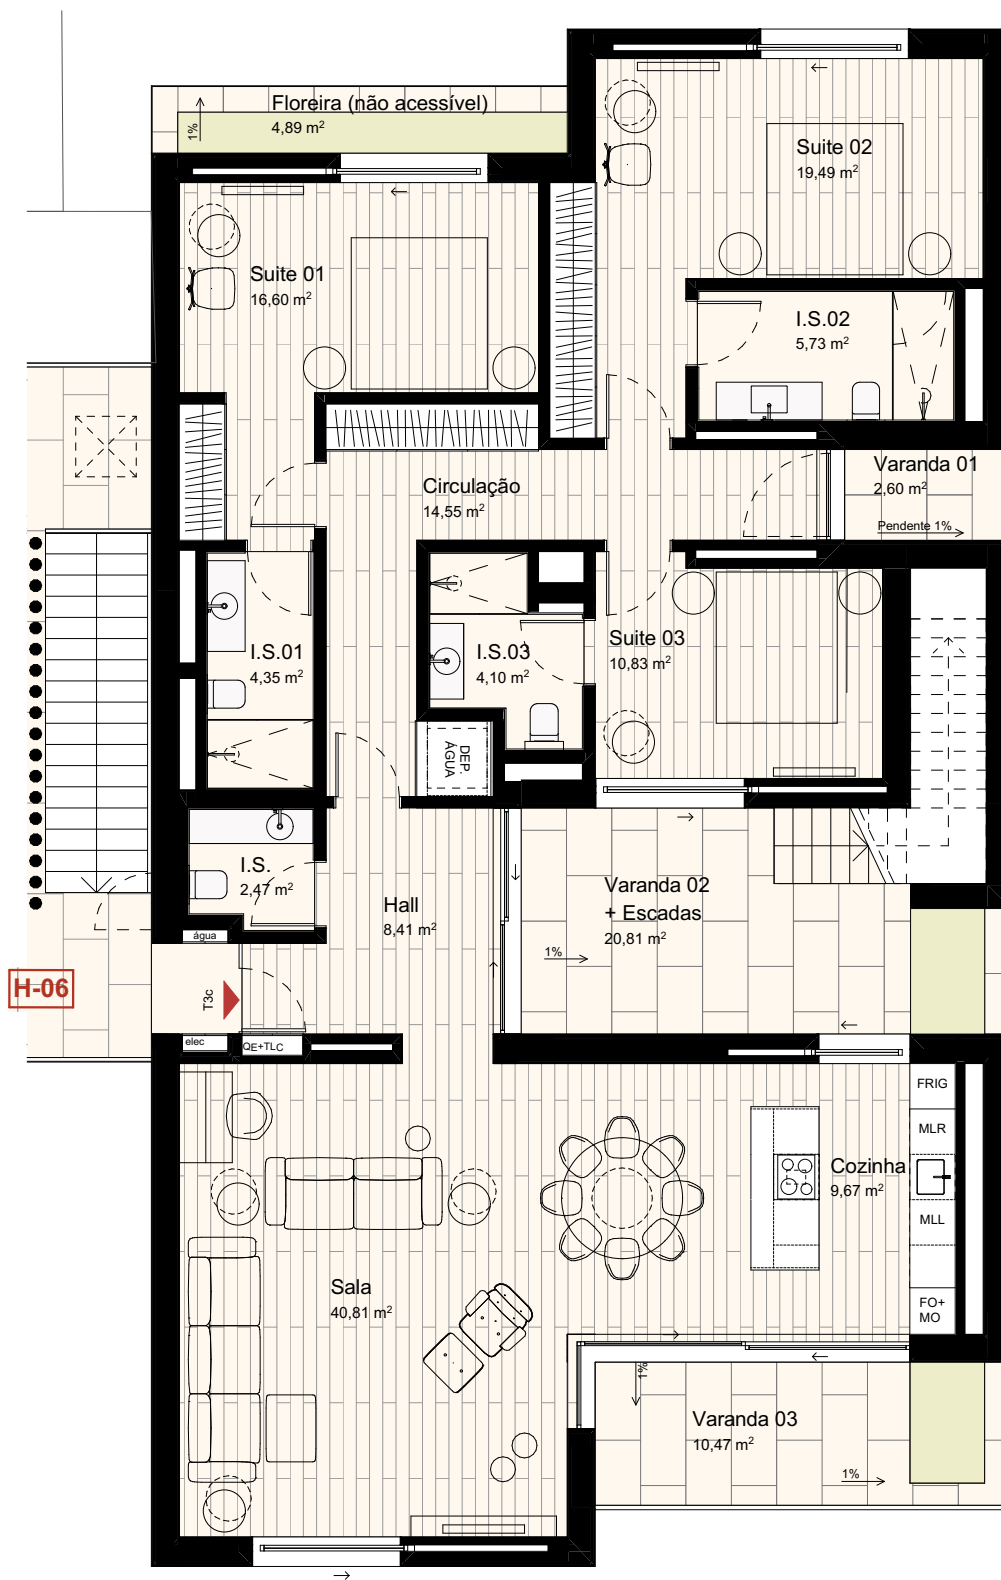 Floreira (não acessível)
4,89 m²
1%
Suite 02
19,49 m²
Suite 01
16,60 m²
I.S.02
5,73 m²
Varanda 01
2,60 m²
Pendente 1%
Circulação
14,55 m²
I.S.01
4,35 m²
I.S.03
4,10 m²
Suite 03
10,83 m²
DEP.
ÁGUA
I.S.
2,47 m²
Hall
8,41 m²
Varanda 02
+ Escadas
20,81 m²
1%
água
H-06
T3c
elec
QE+TLC
FRIG
MLR
Cozinha
9,67 m²
MLL
FO+
MO
Sala
40,81 m²
1%
Varanda 03
10,47 m²
1%